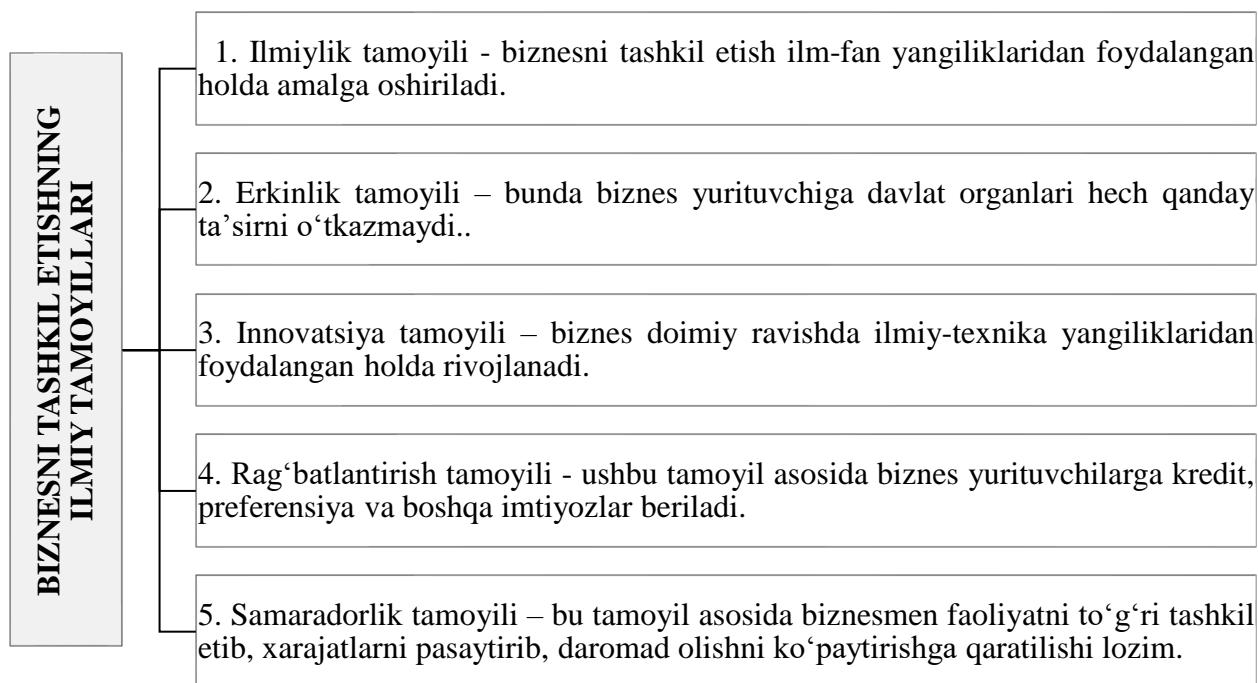 BIZNESNI TASHKIL ETISHNING
ILMIY TAMOYILLARI
1. Ilmiylik tamoyili - biznesni tashkil etish ilm-fan yangiliklaridan foydalangan
holda amalga oshiriladi.
2. Erkinlik tamoyili – bunda biznes yurituvchiga davlat organlari hech qanday
ta’sirni o‘tkazmaydi..
3. Innovatsiya tamoyili – biznes doimiy ravishda ilmiy-texnika yangiliklaridan
foydalangan holda rivojlanadi.
4. Rag‘batlantirish tamoyili - ushbu tamoyil asosida biznes yurituvchilarga kredit,
preferensiya va boshqa imtiyozlar beriladi.
5. Samaradorlik tamoyili – bu tamoyil asosida biznesmen faoliyatni to‘g‘ri tashkil
etib, xarajatlarni pasaytirib, daromad olishni ko‘paytirishga qaratilishi lozim.